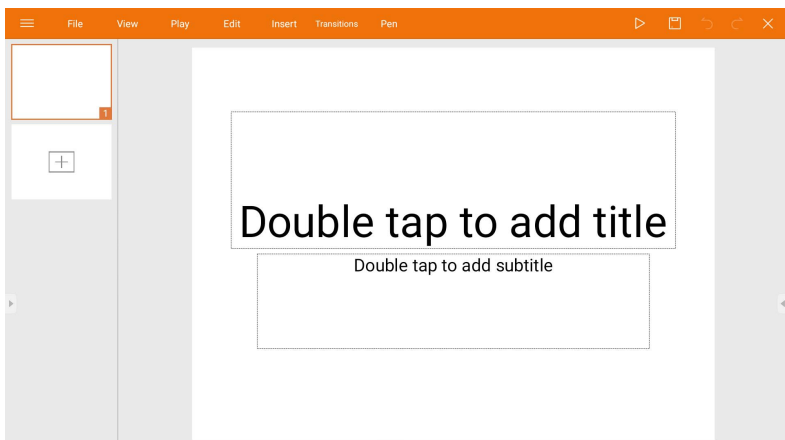 File View Play Edit Insert Transitions Pen
1
Double tap to add title
Double tap to add subtitle